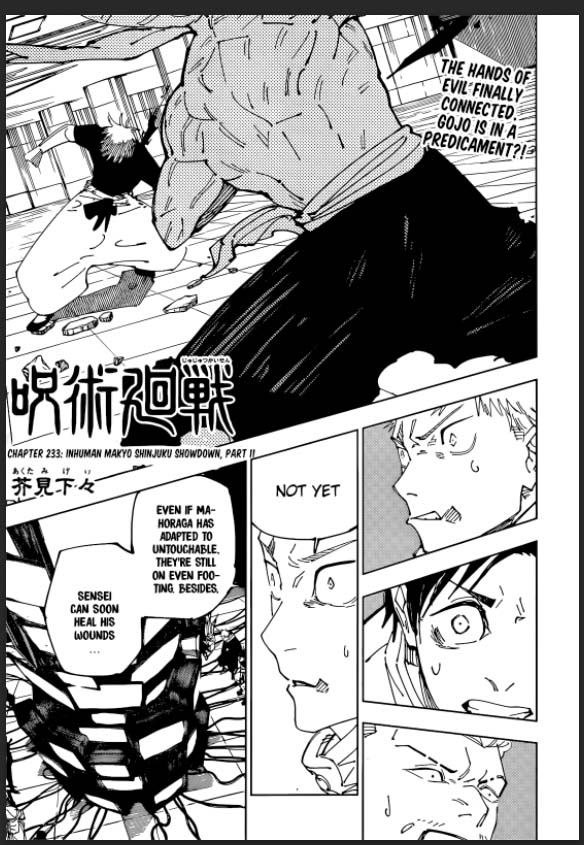 THE HANDS OF
EVIL FINALLY
CONNECTED.
GOJO IS IN A
PREDICAMENT?!
じゅじゅつかいせん
呪術廻戦
CHAPTER 233: INHUMAN MAKYO SHINJUKU SHOWDOWN, PART 11
あくたみげげ
芥見下々
NOT YET
EVEN IF MA-
HORAGA HAS
ADAPTED TO
UNTOUCHABLE,
THEY'RE STILL
ON EVEN FOO-
TING. BESIDES,
SENSEI
CAN SOON
HEAL HIS
WOUNDS
...